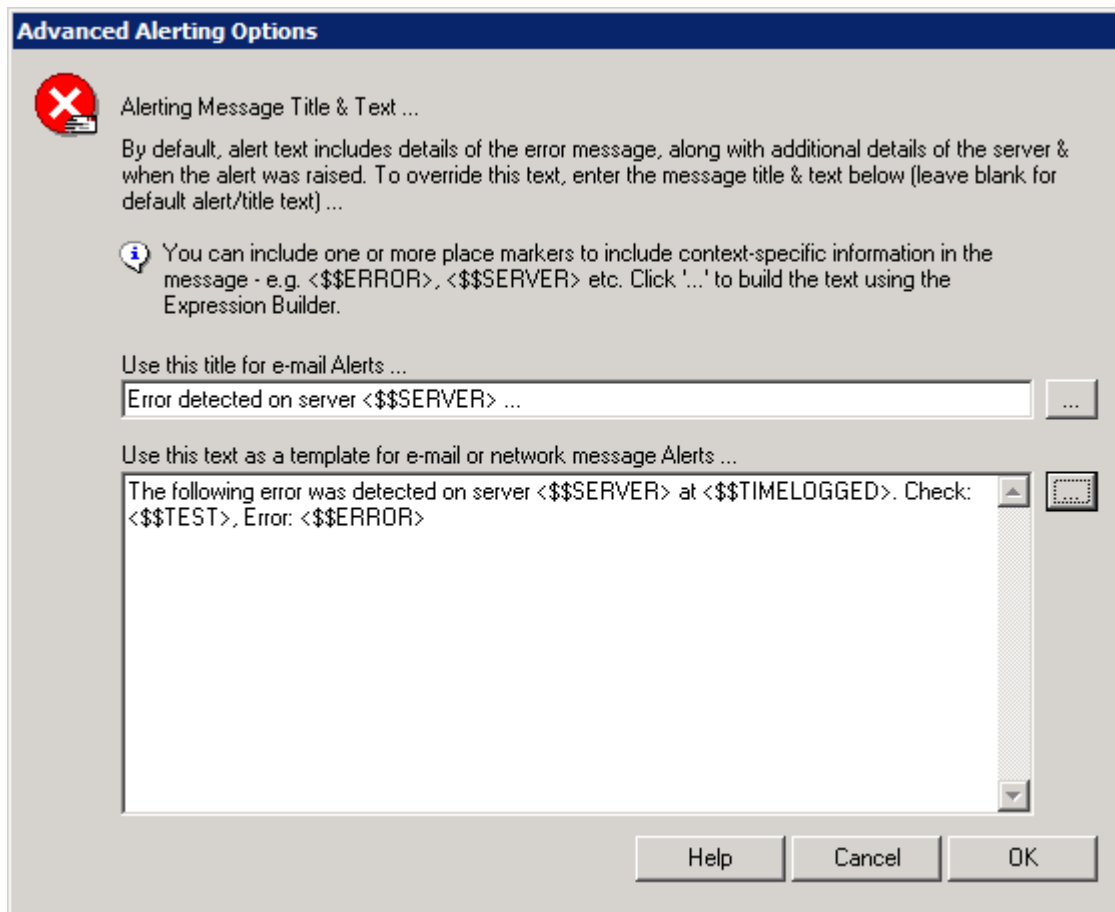 Advanced Alerting Options
Alerting Message Title & Text ...
By default, alert text includes details of the error message, along with additional details of the server &
when the alert was raised. To override this text, enter the message title & text below (leave blank for
default alert/title text) ...
You can include one or more place markers to include context-specific information in the
message - e.g. <$$ERROR>, <$$SERVER> etc. Click '...' to build the text using the
Expression Builder.
Use this title for e-mail Alerts ...
Error detected on server <$$SERVER> ...
...
Use this text as a template for e-mail or network message Alerts ...
The following error was detected on server <$$SERVER> at <$$TIMELOGGED>. Check:
<$$TEST>, Error: <$$ERROR>
...
Help
Cancel
OK